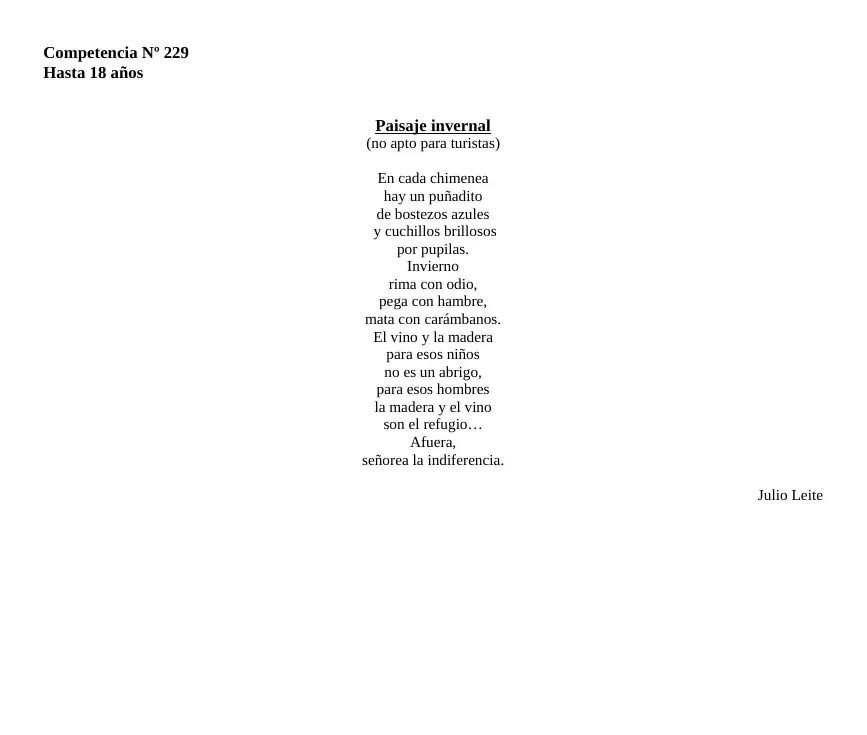 Competencia Nº 229
Hasta 18 años
Paisaje invernal
(no apto para turistas)
En cada chimenea
hay un puñadito
de bostezos azules
y cuchillos brillosos
por pupilas.
Invierno
rima con odio,
pega con hambre,
mata con carámbanos.
El vino y la madera
para esos niños
no es un abrigo,
para esos hombres
la madera y el vino
son el refugio…
Afuera,
señorea la indiferencia.
Julio Leite